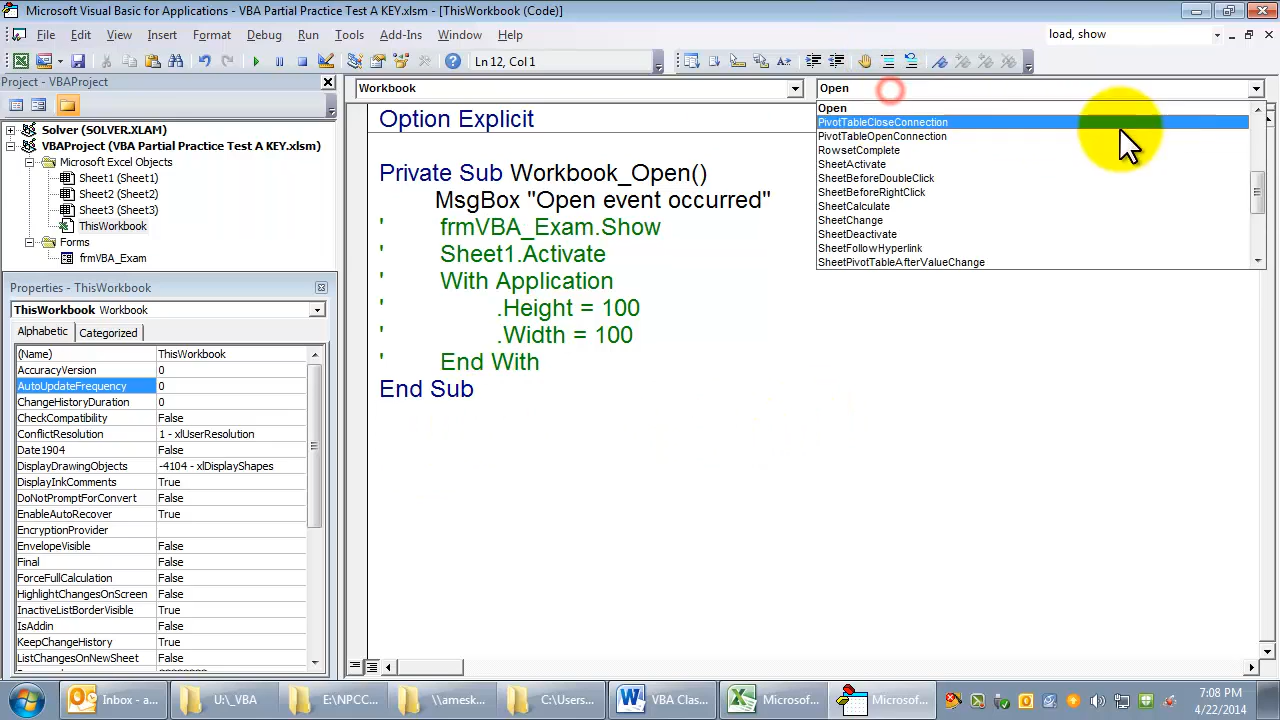 Microsoft Visual Basic for Applications - VBA Partial Practice Test A KEY.xlsm - [ThisWorkbook (Code)]
File Edit View Insert Format Debug Run Tools Add-Ins Window Help
load, show
Ln 12, Col 1
Project - VBAProject
Workbook
Open
Solver (SOLVER.XLAM)
VBAProject (VBA Partial Practice Test A KEY.xlsm)
Microsoft Excel Objects
Sheet1 (Sheet1)
Sheet2 (Sheet2)
Sheet3 (Sheet3)
ThisWorkbook
Forms
frmVBA_Exam
Open
PivotTableCloseConnection
PivotTableOpenConnection
RowsetComplete
SheetActivate
SheetBeforeDoubleClick
SheetBeforeRightClick
SheetCalculate
SheetChange
SheetDeactivate
SheetFollowHyperlink
SheetPivotTableAfterValueChange
Option Explicit
Private Sub Workbook_Open()
MsgBox "Open event occurred"
' frmVBA_Exam.Show
' Sheet1.Activate
' With Application
' .Height = 100
' .Width = 100
' End With
End Sub
Properties - ThisWorkbook
ThisWorkbook Workbook
Alphabetic Categorized
(Name) ThisWorkbook
AccuracyVersion 0
AutoUpdateFrequency 0
ChangeHistoryDuration 0
CheckCompatibility False
ConflictResolution 1 - xlUserResolution
Date1904 False
DisplayDrawingObjects -4104 - xlDisplayShapes
DisplayInkComments True
DoNotPromptForConvert False
EnableAutoRecover True
EncryptionProvider
EnvelopeVisible False
Final False
ForceFullCalculation False
HighlightChangesOnScreen False
InactiveListBorderVisible True
IsAddin False
KeepChangeHistory True
ListChangesOnNewSheet False
Inbox - a... U:\_VBA E:\NPCC... \\amesk... C:\Users... VBA Clas... Microsof... Microsof...
7:08 PM
4/22/2014